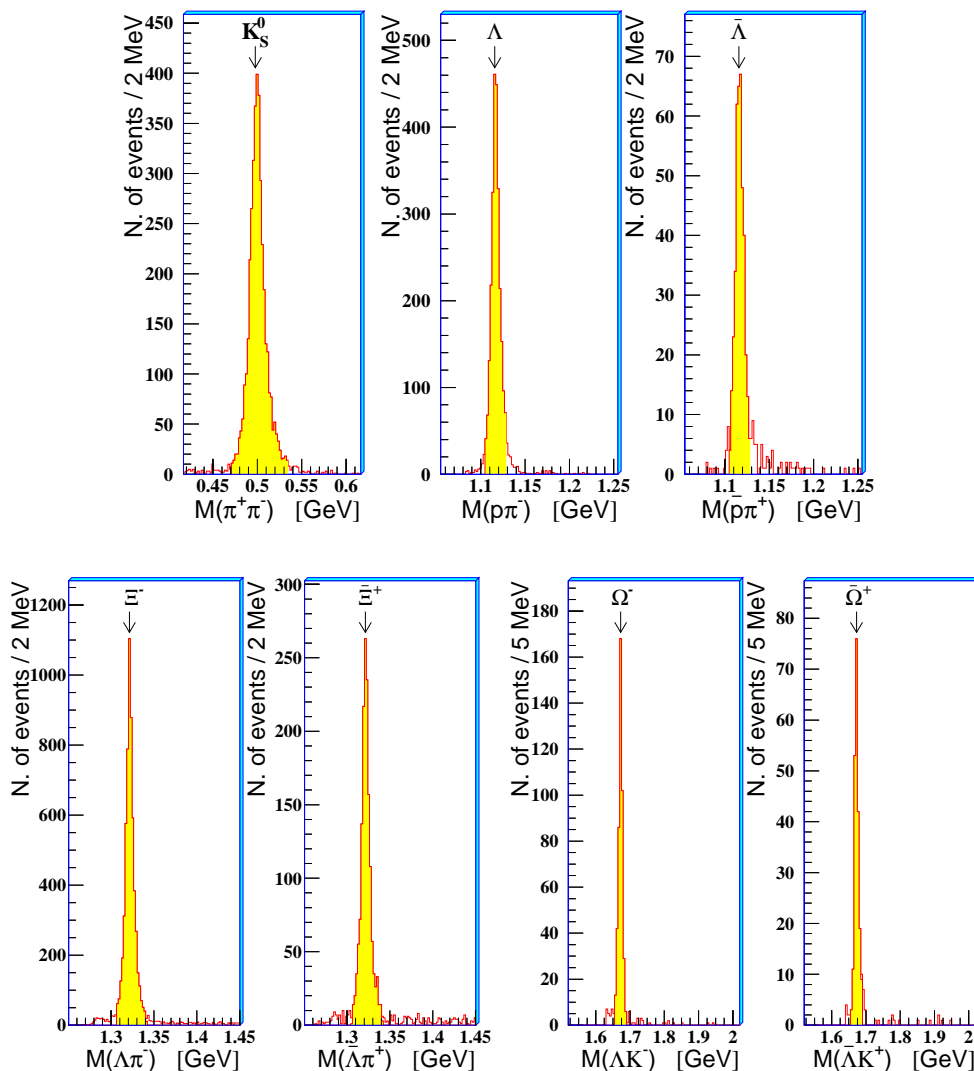 K⁰_S
N. of events / 2 MeV
450
400
350
300
250
200
150
100
50
0
0.45 0.5 0.55 0.6
M(π⁺π⁻) [GeV]
Λ
N. of events / 2 MeV
500
400
300
200
100
0
1.1 1.15 1.2 1.25
M(pπ⁻) [GeV]
Λ̄
N. of events / 2 MeV
70
60
50
40
30
20
10
0
1.1 1.15 1.2 1.25
M(p̄π⁺) [GeV]
Ξ⁻
N. of events / 2 MeV
1200
1000
800
600
400
200
0
1.3 1.35 1.4 1.45
M(Λπ⁻) [GeV]
Ξ̄⁺
N. of events / 2 MeV
300
250
200
150
100
50
0
1.3 1.35 1.4 1.45
M(Λ̄π⁺) [GeV]
Ω⁻
N. of events / 5 MeV
180
160
140
120
100
80
60
40
20
0
1.6 1.7 1.8 1.9 2
M(ΛK⁻) [GeV]
Ω̄⁺
N. of events / 5 MeV
80
70
60
50
40
30
20
10
0
1.6 1.7 1.8 1.9 2
M(Λ̄K⁺) [GeV]